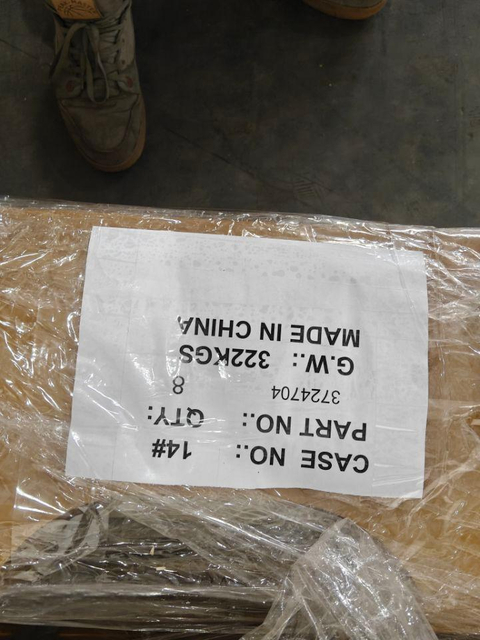 CASE NO.: 14#
PART NO.: QTY:
3724704 8
G.W.: 322KGS
MADE IN CHINA